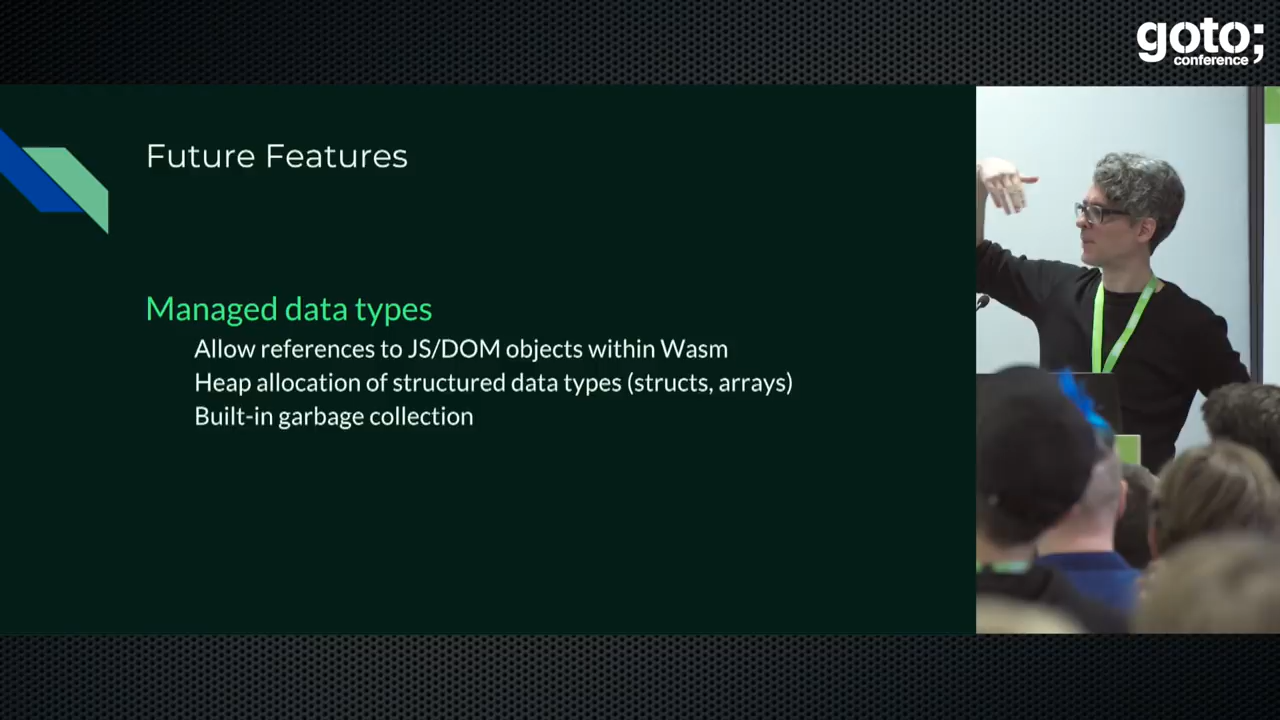 goto;
conference
Future Features
Managed data types
Allow references to JS/DOM objects within Wasm
Heap allocation of structured data types (structs, arrays)
Built-in garbage collection